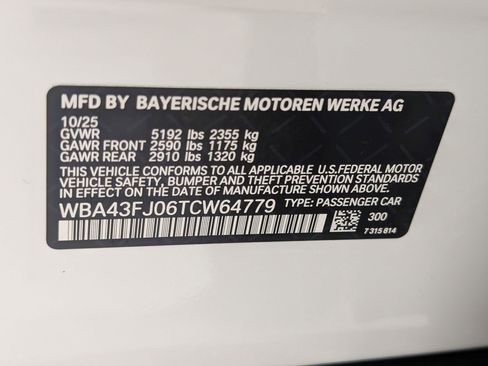 MFD BY BAYERISCHE MOTOREN WERKE AG
10/25
GVWR 5192 lbs 2355 kg
GAWR FRONT 2590 lbs 1175 kg
GAWR REAR 2910 lbs 1320 kg
THIS VEHICLE CONFORMS TO ALL APPLICABLE U.S.FEDERAL MOTOR
VEHICLE SAFETY, BUMPER AND THEFT PREVENTION STANDARDS
IN EFFECT ON THE DATE OF MANUFACTURE SHOWN ABOVE.
WBA43FJ06TCW64779 TYPE: PASSENGER CAR
300
7 315 814